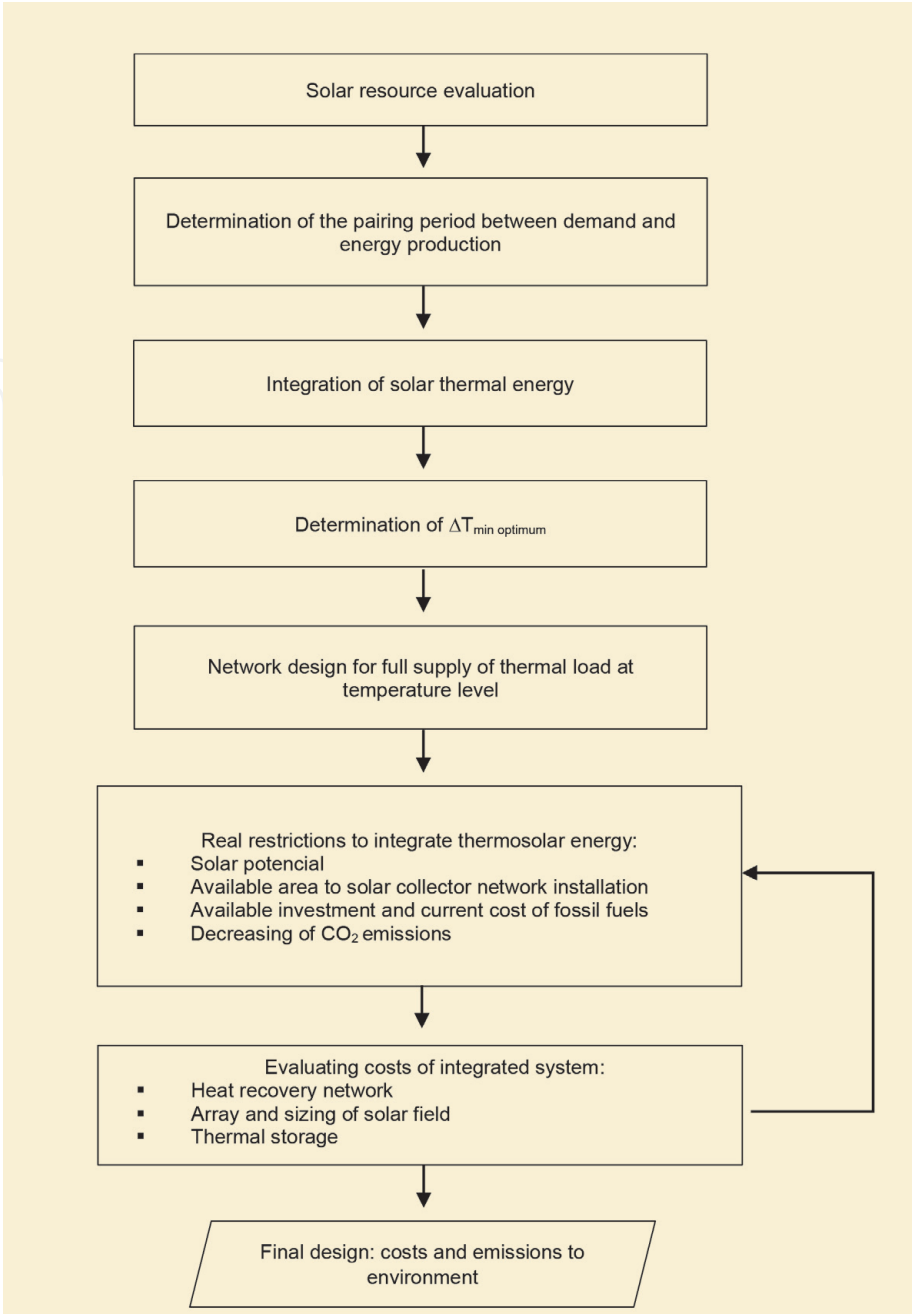 Solar resource evaluation
Determination of the pairing period between demand and
energy production
Integration of solar thermal energy
Determination of ΔTmin optimum
Network design for full supply of thermal load at
temperature level
Real restrictions to integrate thermosolar energy:
▪ Solar potencial
▪ Available area to solar collector network installation
▪ Available investment and current cost of fossil fuels
▪ Decreasing of CO₂ emissions
Evaluating costs of integrated system:
▪ Heat recovery network
▪ Array and sizing of solar field
▪ Thermal storage
Final design: costs and emissions to
environment